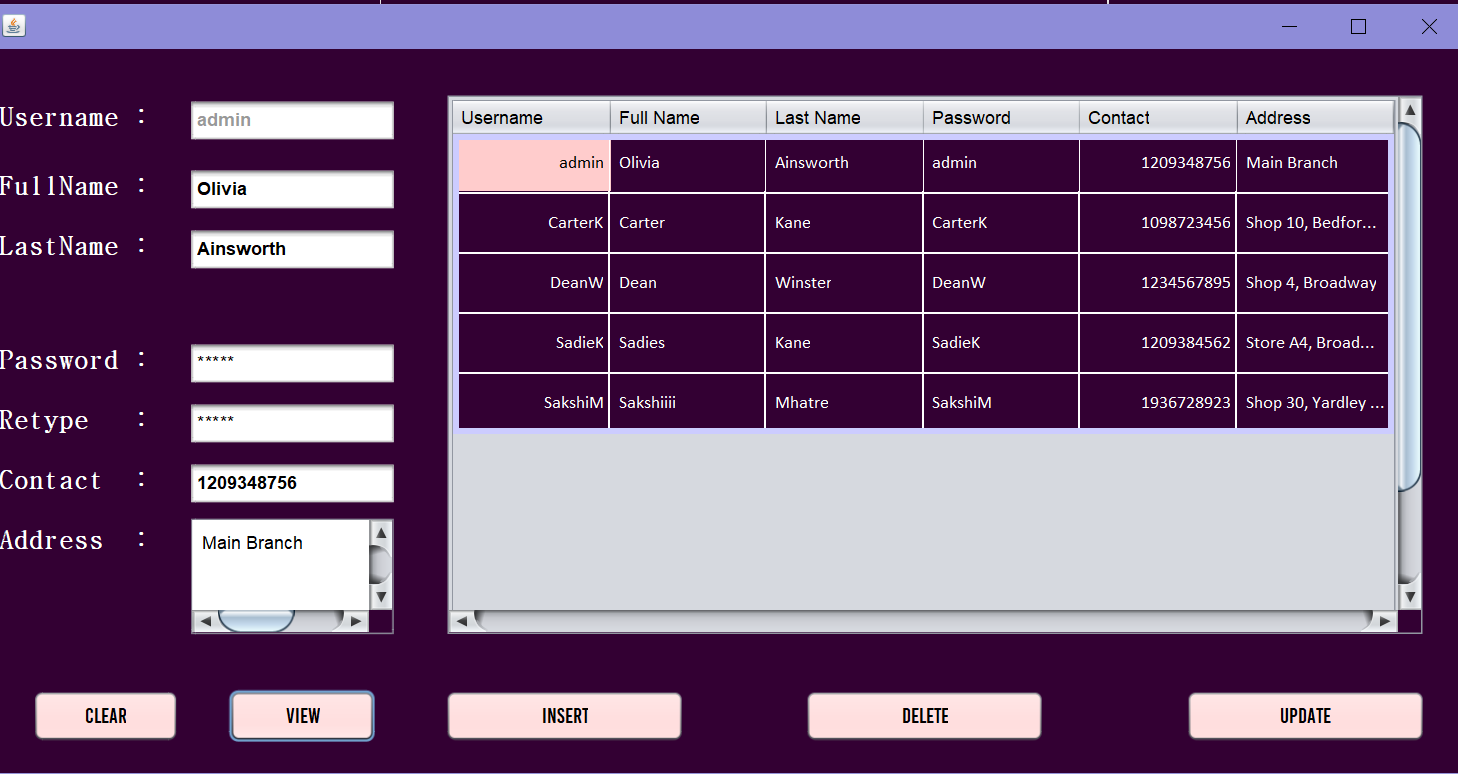 Username :
admin
FullName :
Olivia
LastName :
Ainsworth
Password :
*****
Retype :
*****
Contact :
1209348756
Address :
Main Branch
Username Full Name Last Name Password Contact Address
admin Olivia Ainsworth admin 1209348756 Main Branch
CarterK Carter Kane CarterK 1098723456 Shop 10, Bedfor...
DeanW Dean Winster DeanW 1234567895 Shop 4, Broadway
SadieK Sadies Kane SadieK 1209384562 Store A4, Broad...
SakshiM Sakshiiii Mhatre SakshiM 1936728923 Shop 30, Yardley ...
CLEAR VIEW INSERT DELETE UPDATE